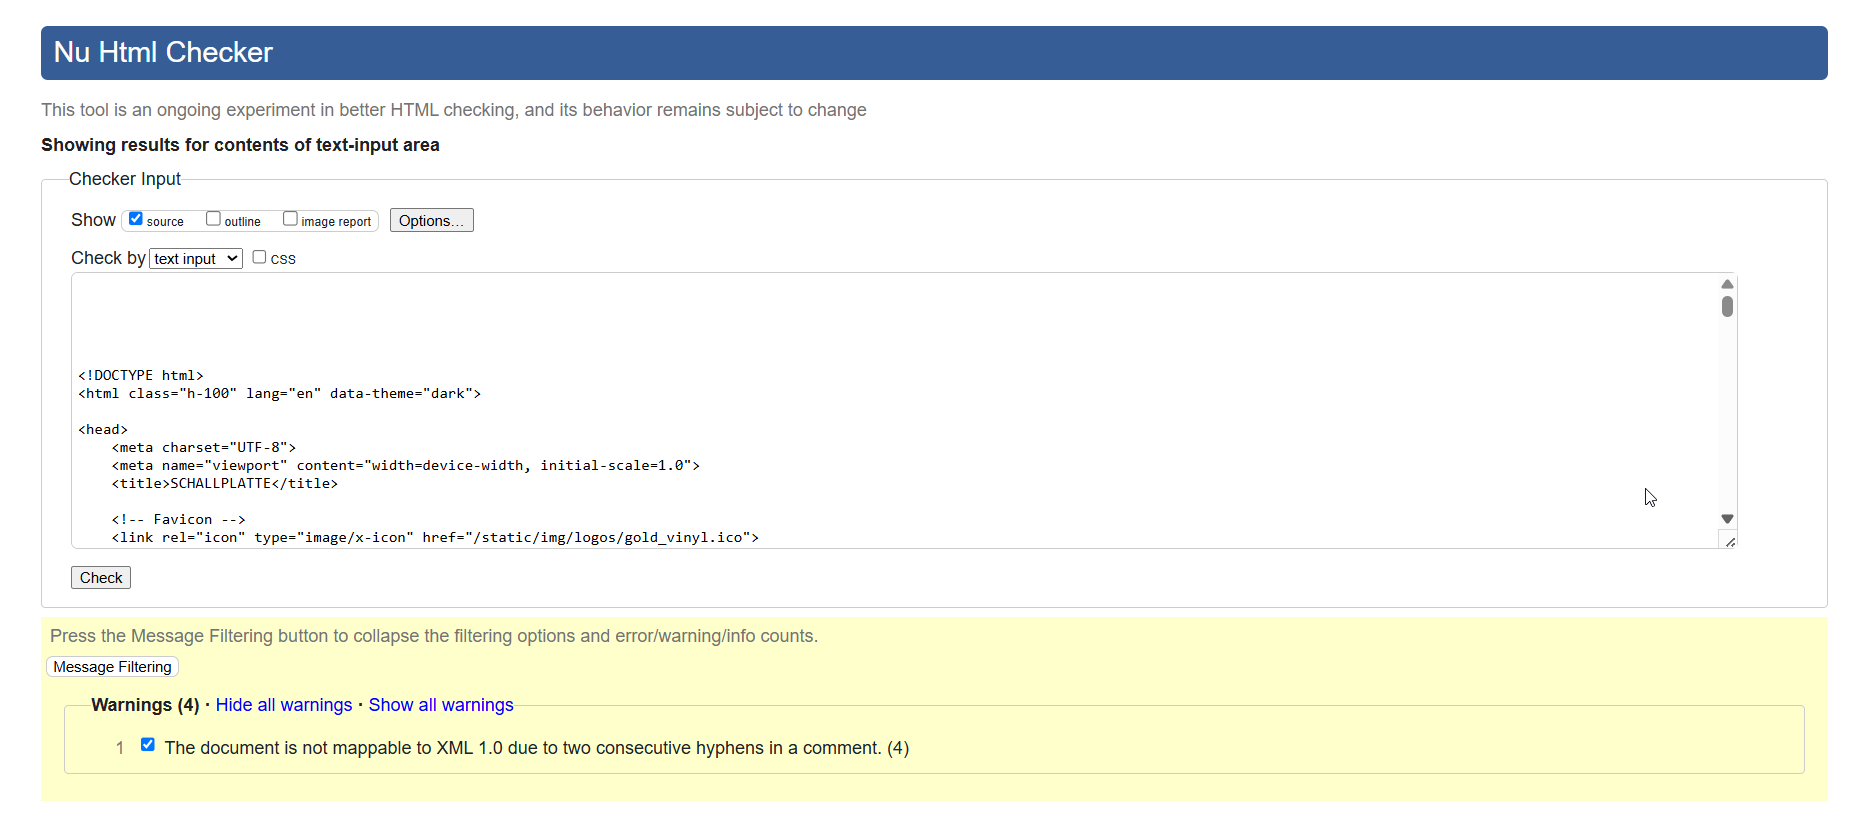 Nu Html Checker
This tool is an ongoing experiment in better HTML checking, and its behavior remains subject to change
Showing results for contents of text-input area
Checker Input
Show source outline image report Options...
Check by text input css
<!DOCTYPE html>
<html class="h-100" lang="en" data-theme="dark">
<head>
<meta charset="UTF-8">
<meta name="viewport" content="width=device-width, initial-scale=1.0">
<title>SCHALLPLATTE</title>
<!-- Favicon -->
<link rel="icon" type="image/x-icon" href="/static/img/logos/gold_vinyl.ico">
Check
Press the Message Filtering button to collapse the filtering options and error/warning/info counts.
Message Filtering
Warnings (4) · Hide all warnings · Show all warnings
1 The document is not mappable to XML 1.0 due to two consecutive hyphens in a comment. (4)